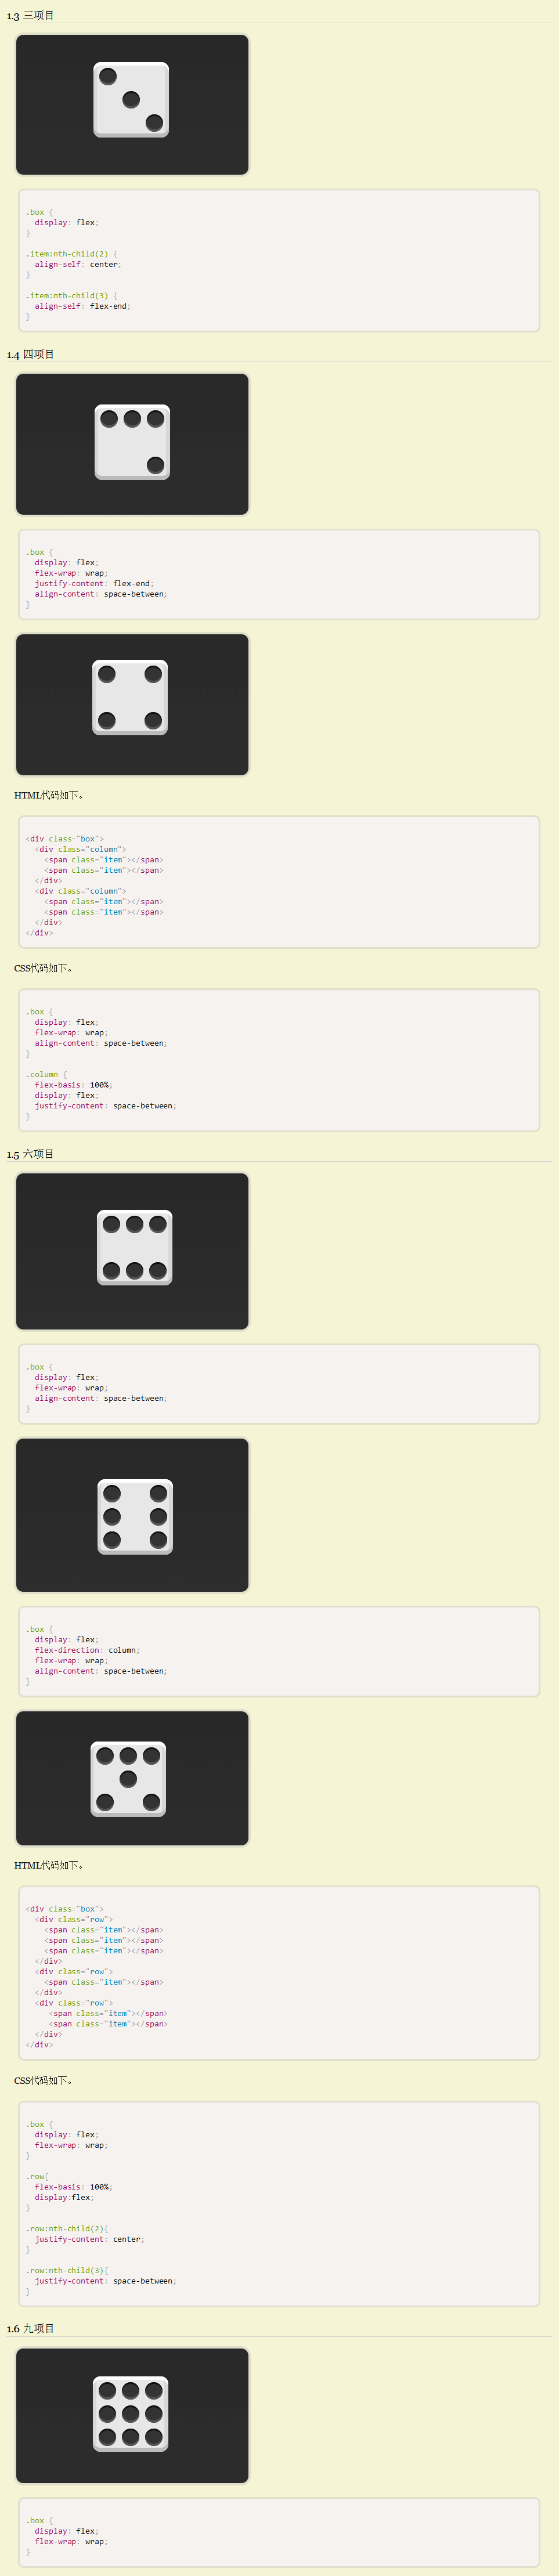 1.3 三项目
.box {
  display: flex;
}
.item:nth-child(2) {
  align-self: center;
}
.item:nth-child(3) {
  align-self: flex-end;
}
1.4 四项目
.box {
  display: flex;
  flex-wrap: wrap;
  justify-content: flex-end;
  align-content: space-between;
}
HTML代码如下。
<div class="box">
  <div class="column">
    <span class="item"></span>
    <span class="item"></span>
  </div>
  <div class="column">
    <span class="item"></span>
    <span class="item"></span>
  </div>
</div>
CSS代码如下。
.box {
  display: flex;
  flex-wrap: wrap;
  align-content: space-between;
}
.column {
  flex-basis: 100%;
  display: flex;
  justify-content: space-between;
}
1.5 六项目
.box {
  display: flex;
  flex-wrap: wrap;
  align-content: space-between;
}
.box {
  display: flex;
  flex-direction: column;
  flex-wrap: wrap;
  align-content: space-between;
}
HTML代码如下。
<div class="box">
  <div class="row">
    <span class="item"></span>
    <span class="item"></span>
    <span class="item"></span>
  </div>
  <div class="row">
    <span class="item"></span>
  </div>
  <div class="row">
     <span class="item"></span>
     <span class="item"></span>
  </div>
</div>
CSS代码如下。
.box {
  display: flex;
  flex-wrap: wrap;
}
.row{
  flex-basis: 100%;
  display:flex;
}
.row:nth-child(2){
  justify-content: center;
}
.row:nth-child(3){
  justify-content: space-between;
}
1.6 九项目
.box {
  display: flex;
  flex-wrap: wrap;
}